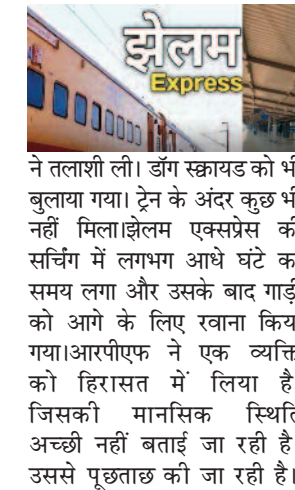 झेलम
Express
ने तलाशी ली। डॉग स्क्रायड को भी
बुलाया गया। ट्रेन के अंदर कुछ भी
नहीं मिला।झेलम एक्सप्रेस की
सर्चिंग में लगभग आधे घंटे का
समय लगा और उसके बाद गाड़ी
को आगे के लिए रवाना किया
गया।आरपीएफ ने एक व्यक्ति
को हिरासत में लिया है
जिसकी मानसिक स्थिति
अच्छी नहीं बताई जा रही है
उससे पूछताछ की जा रही है।